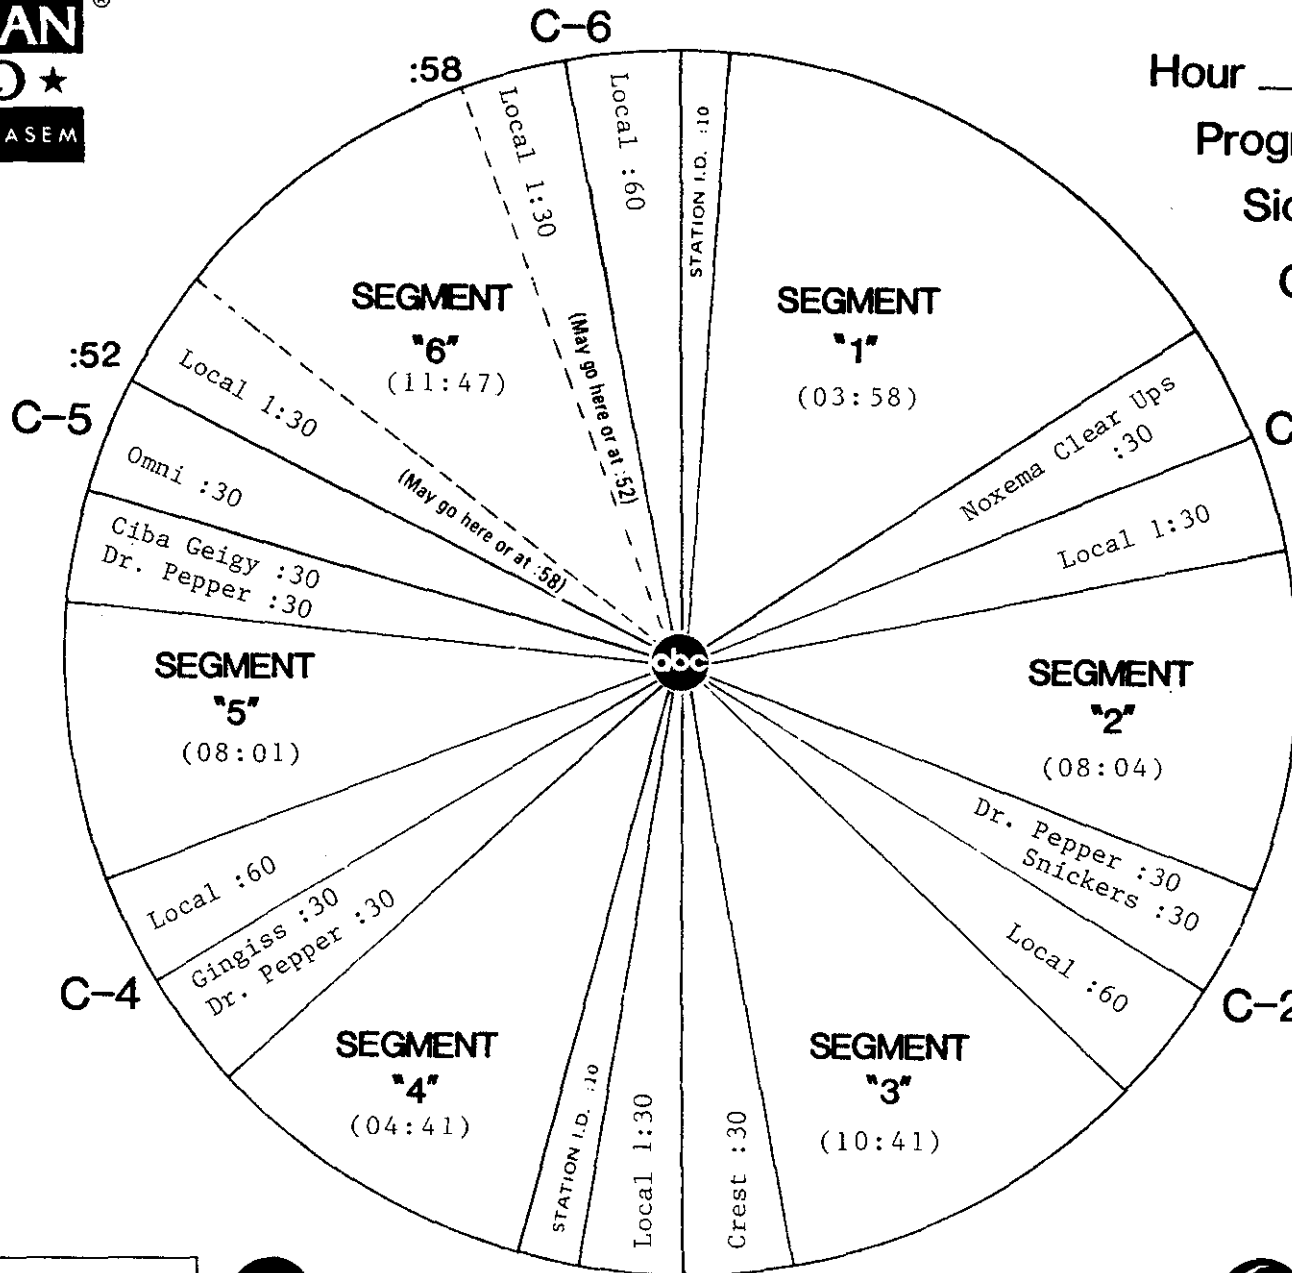 AN ®
★
ASEM
C-6
:58
Hour
Local 1:30
Local :60
STATION I.D. :10
SEGMENT
"6"
(11:47)
(May go here or at :52)
SEGMENT
"1"
(03:58)
:52
C-5
Local 1:30
(May go here or at :58)
Omni :30
Ciba Geigy :30
Dr. Pepper :30
Noxema Clear Ups
:30
Local 1:30
abc
SEGMENT
"5"
(08:01)
SEGMENT
"2"
(08:04)
Dr. Pepper :30
Snickers :30
Local :60
C-2
Local :60
Gingiss :30
Dr. Pepper :30
C-4
SEGMENT
"4"
(04:41)
STATION I.D. :10
Local 1:30
Crest :30
SEGMENT
"3"
(10:41)